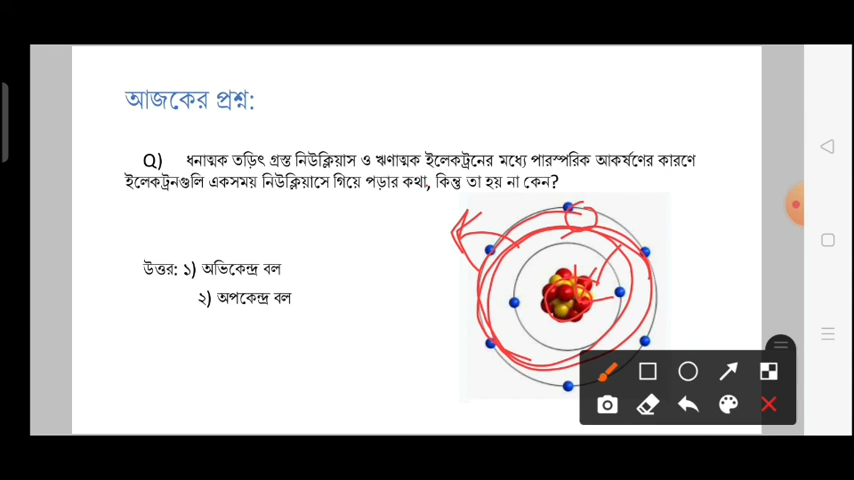 আজকের প্রশ্ন:
Q) ধনাত্মক তড়িৎ গ্রস্ত নিউক্লিয়াস ও ঋণাত্মক ইলেকট্রনের মধ্যে পারস্পরিক আকর্ষণের কারণে
ইলেকট্রনগুলি একসময় নিউক্লিয়াসে গিয়ে পড়ার কথা, কিন্তু তা হয় না কেন?
উত্তর: ১) অভিকেন্দ্র বল
২) অপকেন্দ্র বল